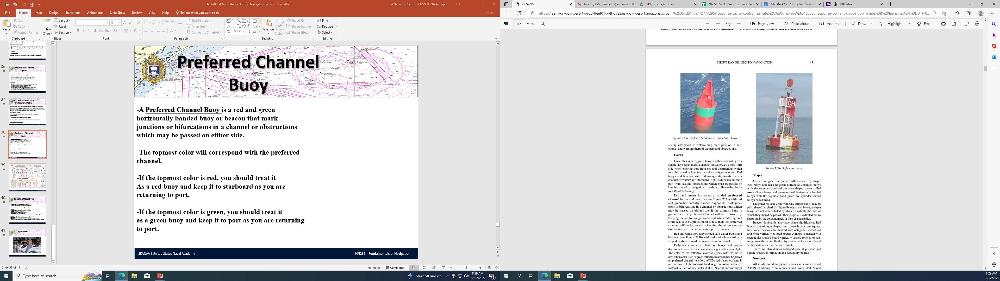 NN284-04-Short Range Aids to Navigation.pptx - PowerPoint
Wilhelm, Robert G LT USN USNA Annapolis
File Home Insert Design Transitions Animations Slide Show Review View Help Tell me what you want to do
Share
Paste
Cut
Copy
Format Painter
Clipboard
New Slide
Layout
Reset
Section
Slides
18
Font
Text Direction
Align Text
Convert to SmartArt
Paragraph
Arrange
Quick Styles
Shape Fill
Shape Outline
Shape Effects
Drawing
Find
Replace
Select
Editing
36
Limitations of Sound
Signals
37
U.S. Aids to Navigation
System (USATONS)
38
Preferred Channel
Buoy
39
40
Enabling Objectives
41
Questions?
Preferred Channel
Buoy
-A Preferred Channel Buoy is a red and green
horizontally banded buoy or beacon that mark
junctions or bifurcations in a channel or obstructions
which may be passed on either side.
-The topmost color will correspond with the preferred
channel.
-If the topmost color is red, you should treat it
As a red buoy and keep it to starboard as you are
returning to port.
-If the topmost color is green, you should treat it
as a green buoy and keep it to port as you are returning
to port.
SEANAV I United States Naval Academy
NN284 – Fundamentals of Navigation
Slide 38 of 41
Notes
Comments
114%
Type here to search
Sleet off and on
8:29 AM
12/22/2022
2774295
Inbox (282) - rwilhelm@usna.ed
PPTs - Google Drive
NN220 SKED Brainstorming.xlsx
NN284 AY 2023 - Syllabus.docx
HBOMax
https://learn-us-gov-west-1-prod-fleet01-xythos.s3.us-gov-west-1.amazonaws.com/62b35cd514724/2774295?response-cache-control=private%2C%20max-age%3D10800&response-content-disposition=inline%3B%20filename%2A%3DUTF-8...
145 of 789
Page view
Read aloud
Add text
Draw
Highlight
Erase
SHORT RANGE AIDS TO NAVIGATION
131
MR
CH
Figure 733a. Preferred channel or “junction” buoy.
sisting navigators in determining their position, a safe
course, and warning them of dangers and obstructions.
Colors
Under this system, green buoys and beacons with green
square dayboards mark a channel or waterway's port (left)
side when entering port from sea and obstructions which
must be passed by keeping the aid to navigation to port. Red
buoys and beacons with red triangle dayboards mark a
channel or waterway's starboard (right) side when entering
port from sea and obstructions which must be passed by
keeping the aid to navigation to starboard. Hence the phrase
Red Right Returning.
Red and green horizontally banded preferred
channel buoys and beacons (see Figure 733a) with red
and green horizontally banded dayboards mark junc-
tions or bifurcations in a channel or obstructions which
may be passed on either side. If the topmost band is
green, then the preferred channel will be followed by
keeping the aid to navigation to port when entering port
from sea. If the topmost band is red, then the preferred
channel will be followed by keeping the aid to naviga-
tion to starboard when entering port from sea.
Red and white vertically striped safe water buoys and
beacons (see Figure 733b) with red and white vertically
striped dayboards mark a fairway or mid-channel.
Reflective material is placed on buoys and beacon
dayboards to assist in their detection at night with a searchlight.
The color of the reflective material agrees with the aid to
navigation color. Red or green reflective material may be placed
on preferred channel (junction) ATON; red if topmost band is
red, or green if the topmost band is green. White reflective
material is used on safe water ATON. Special purpose buoys
Figure 733b. Safe water buoy.
Shapes.
Certain unlighted buoys are differentiated by shape.
Red buoys and red and green horizontally banded buoys
with the topmost band red are cone-shaped buoys called
nuns. Green buoys and green and red horizontally banded
buoys with the topmost band green are cylinder-shaped
buoys called cans.
Unlighted red and white vertically striped buoys may be
pillar shaped or spherical. Lighted buoys, sound buoys, and spar
buoys are not differentiated by shape to indicate the side on
which they should be passed. Their purpose is indicated not by
shape but by the color, number, or light characteristics.
Beacon dayboards also have shape significance. Red
boards are triangle-shaped and green boards are square.
Safe water beacons are marked with octagonal-shaped red
and white vertically colored boards. A range is marked with
rectangular-shaped board vertically striped (one color run-
ning down the center flanked by another color - a red board
with a with center stripe for example).
There are also diamond-shaped special purpose and
square-shaped information and regulatory boards.
Numbers.
All solid colored buoys and beacons are numbered, red
ATON exhibiting even numbers and green ATON odd
8:29 AM
12/22/2022